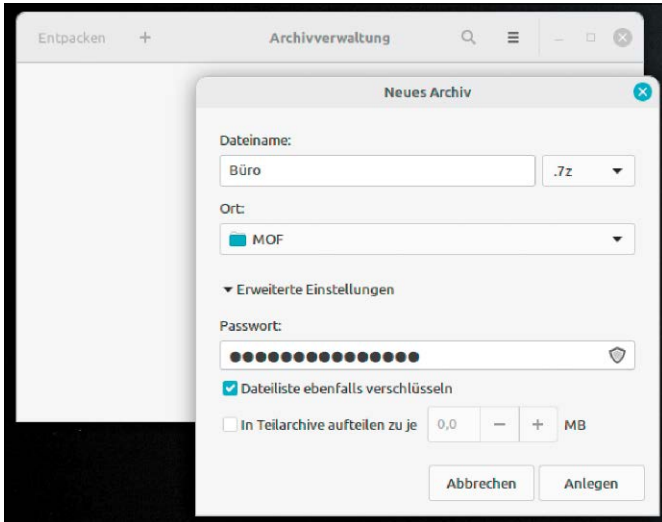 Entpacken + Archivverwaltung
Neues Archiv
Dateiname:
Büro .7z
Ort:
MOF
Erweiterte Einstellungen
Passwort:
●●●●●●●●●●●●●●●
Dateiliste ebenfalls verschlüsseln
In Teilarchive aufteilen zu je 0,0 − + MB
Abbrechen Anlegen